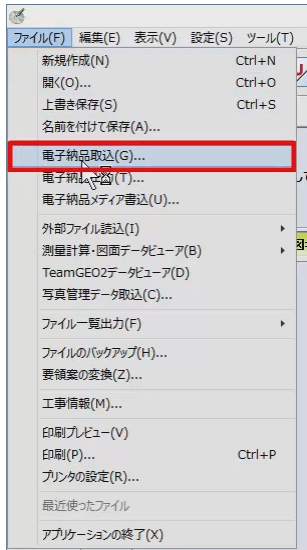 ファイル(F) 編集(E) 表示(V) 設定(S) ツール(T)
新規作成(N) Ctrl+N
開く(O)... Ctrl+O
上書き保存(S) Ctrl+S
名前を付けて保存(A)...
電子納品取込(G)...
電子納 (T)...
電子納品メディア書込(U)...
外部ファイル読込(I)
測量計算・図面データビューア(B)
TeamGEO2データビューア(D)
写真管理データ取込(C)...
ファイル一覧出力(F)
ファイルのバックアップ(H)...
要領案の変換(Z)...
工事情報(M)...
印刷プレビュー(V)
印刷(P)... Ctrl+P
プリンタの設定(R)...
最近使ったファイル
アプリケーションの終了(X)